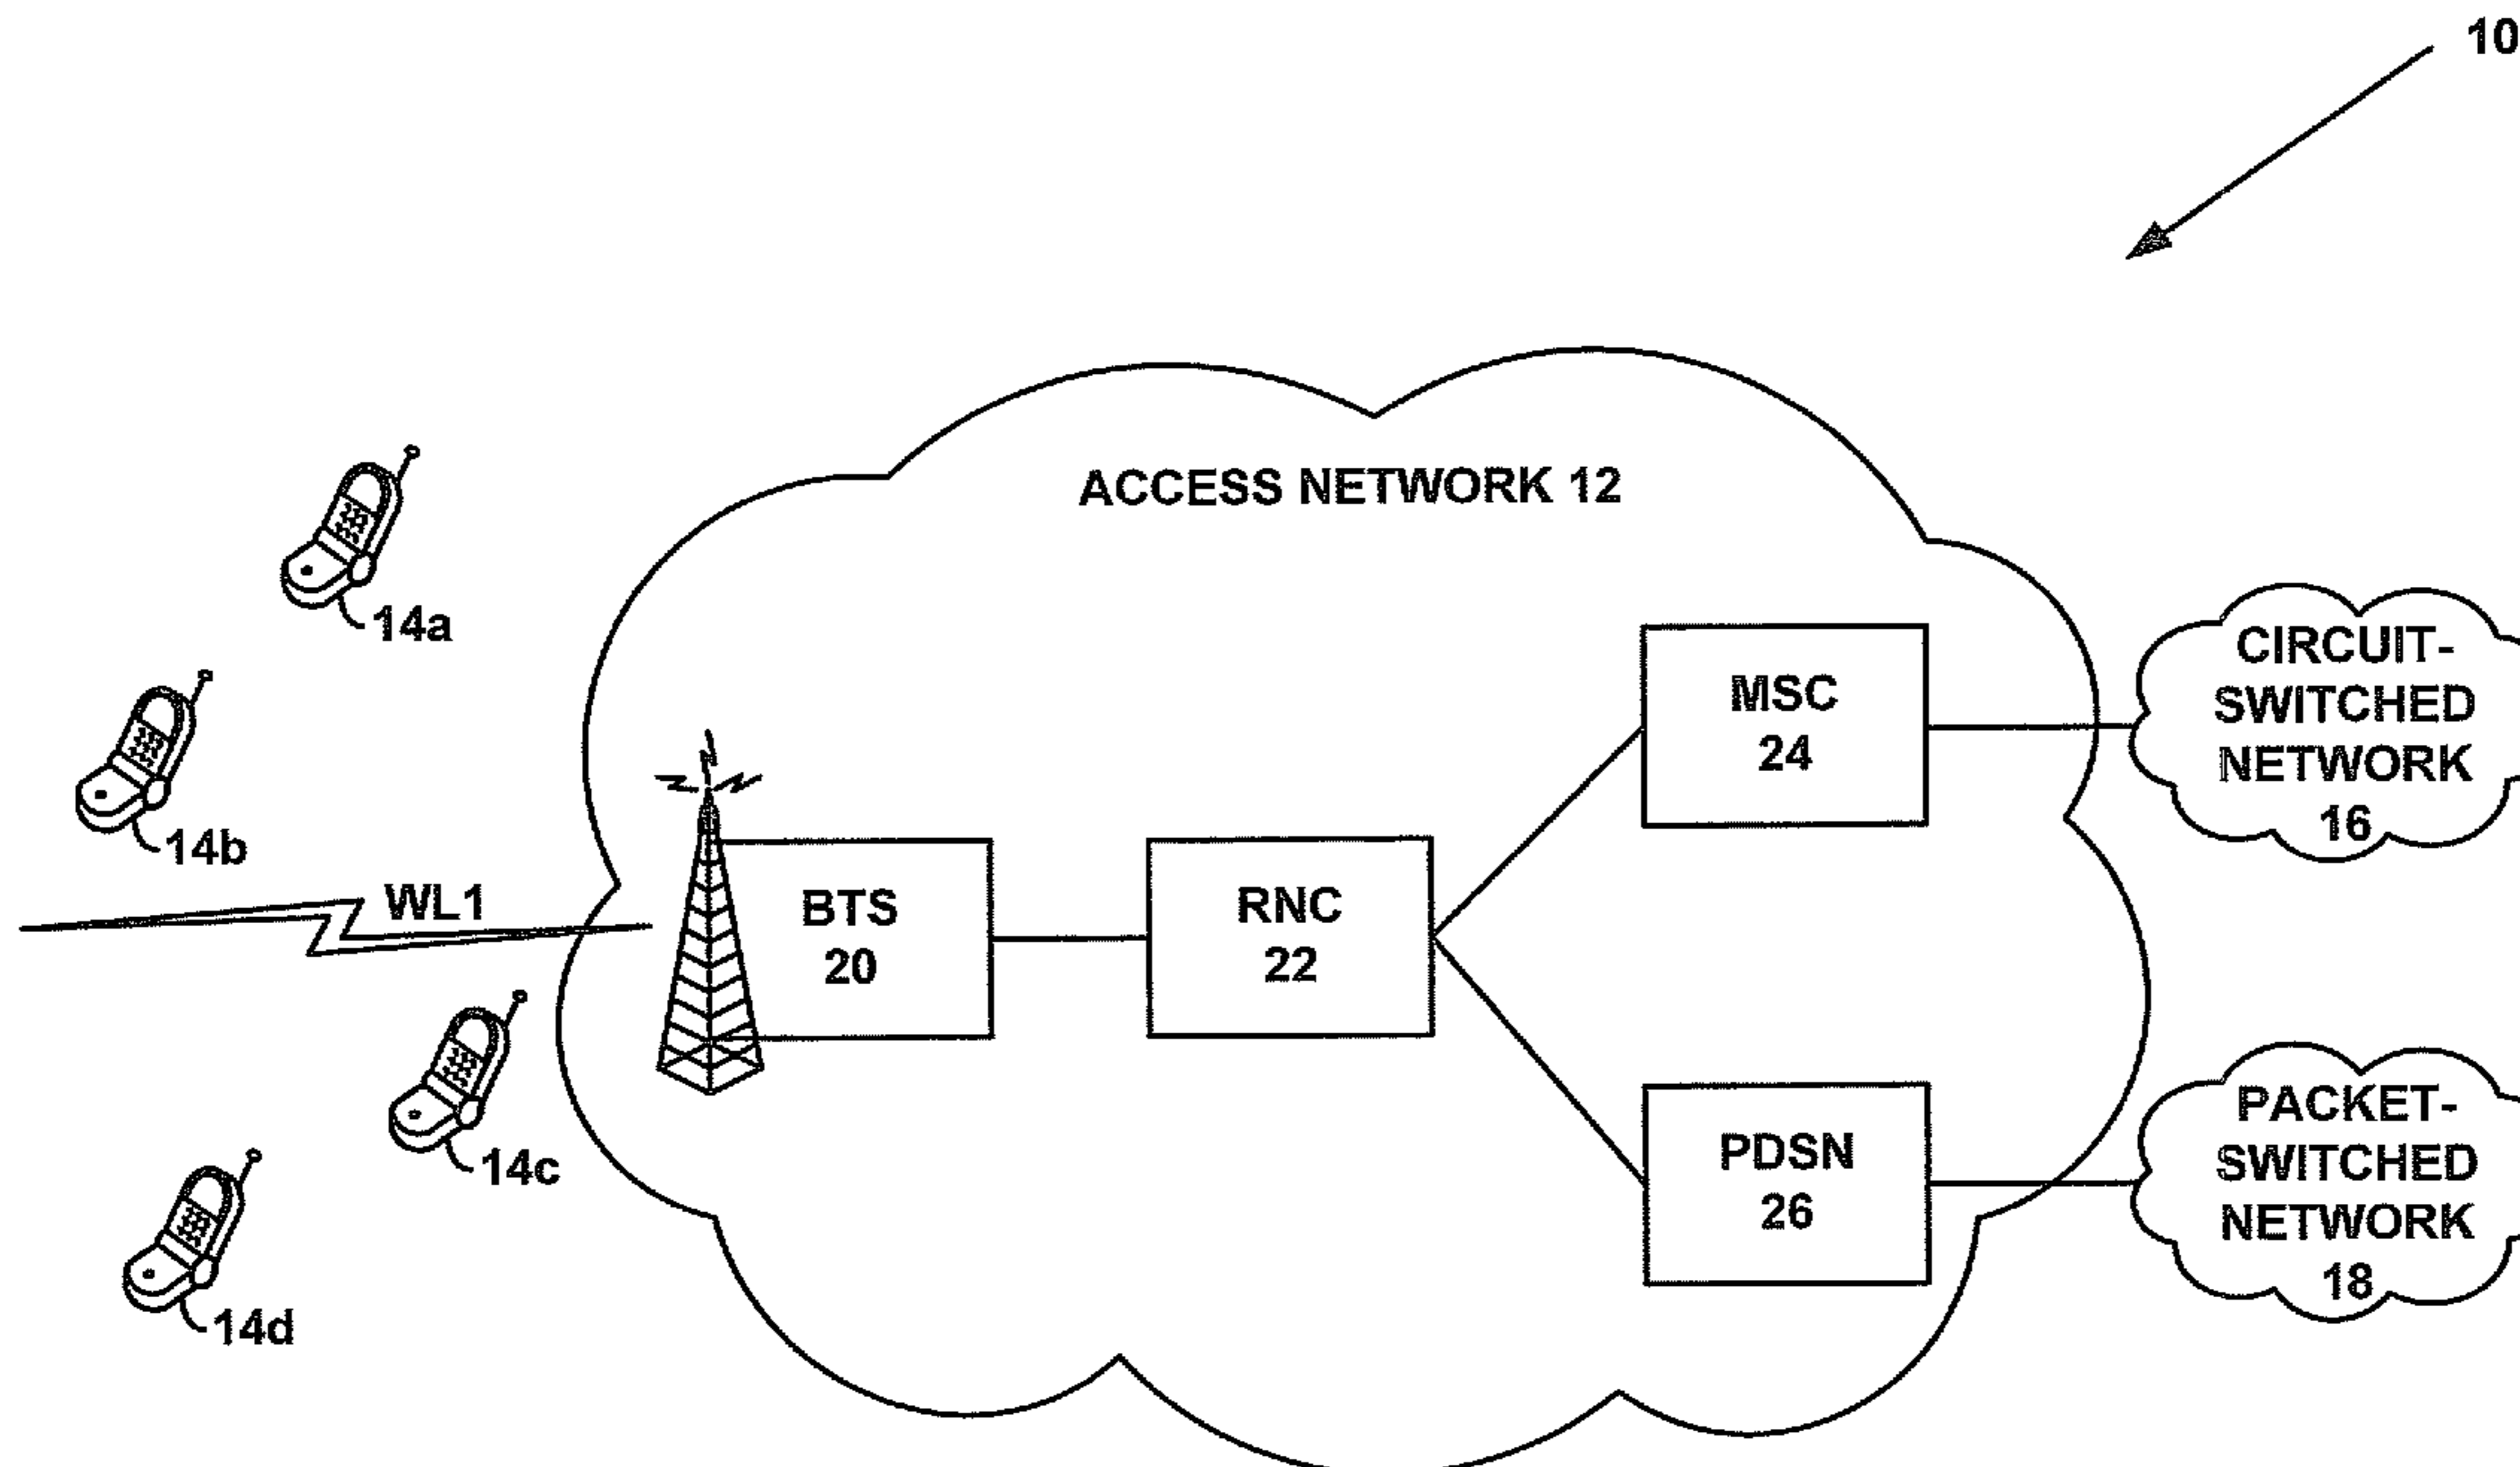 10
ACCESS NETWORK 12
14a
14b
WL1
14c
14d
BTS
20
RNC
22
MSC
24
PDSN
26
CIRCUIT-
SWITCHED
NETWORK
16
PACKET-
SWITCHED
NETWORK
18